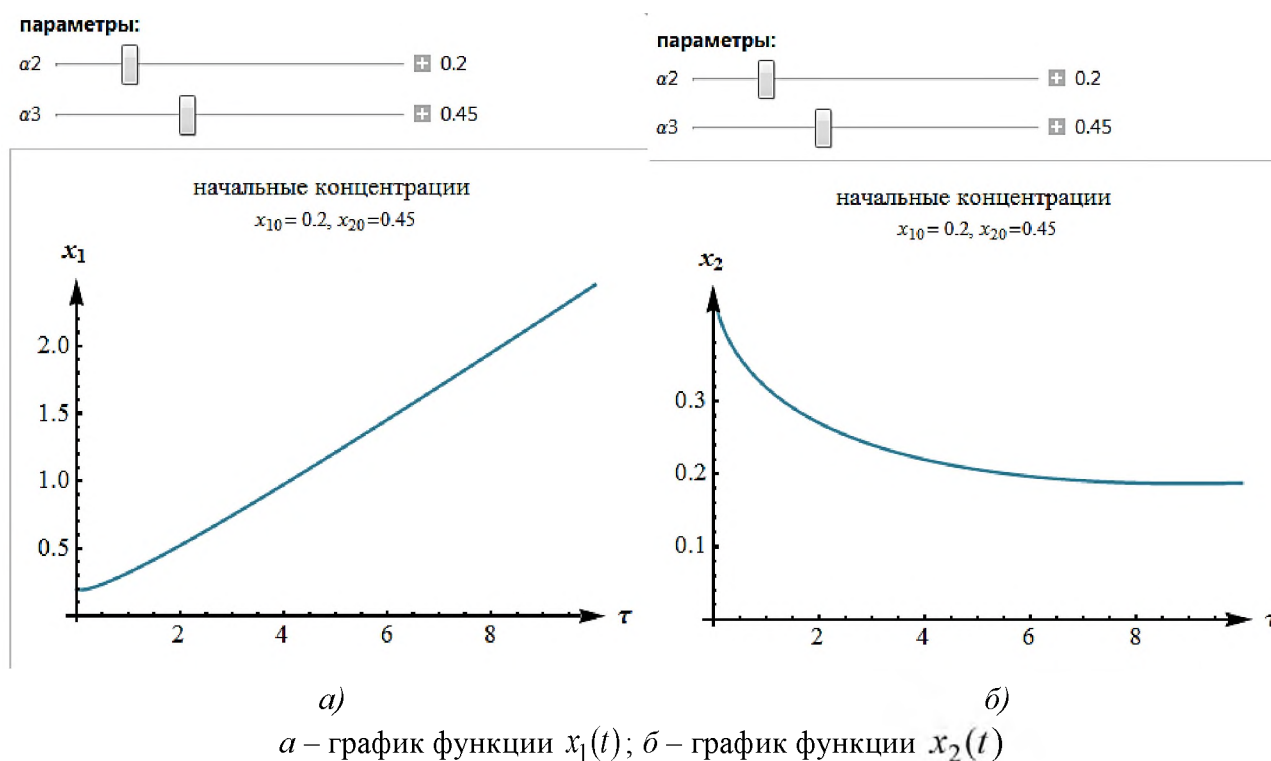 параметры:
α2 0.2
α3 0.45
начальные концентрации
x10 = 0.2, x20 =0.45
x1
2.0
1.5
1.0
0.5
2 4 6 8 τ
а)
параметры:
α2 0.2
α3 0.45
начальные концентрации
x10 = 0.2, x20 =0.45
x2
0.3
0.2
0.1
2 4 6 8 τ
б)
а – график функции x1(t); б – график функции x2(t)